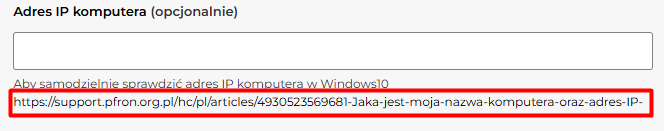 Adres IP komputera (opcjonalnie)
Aby samodzielnie sprawdzić adres IP komputera w Windows10
https://support.pfron.org.pl/hc/pl/articles/4930523569681-Jaka-jest-moja-nazwa-komputera-oraz-adres-IP-